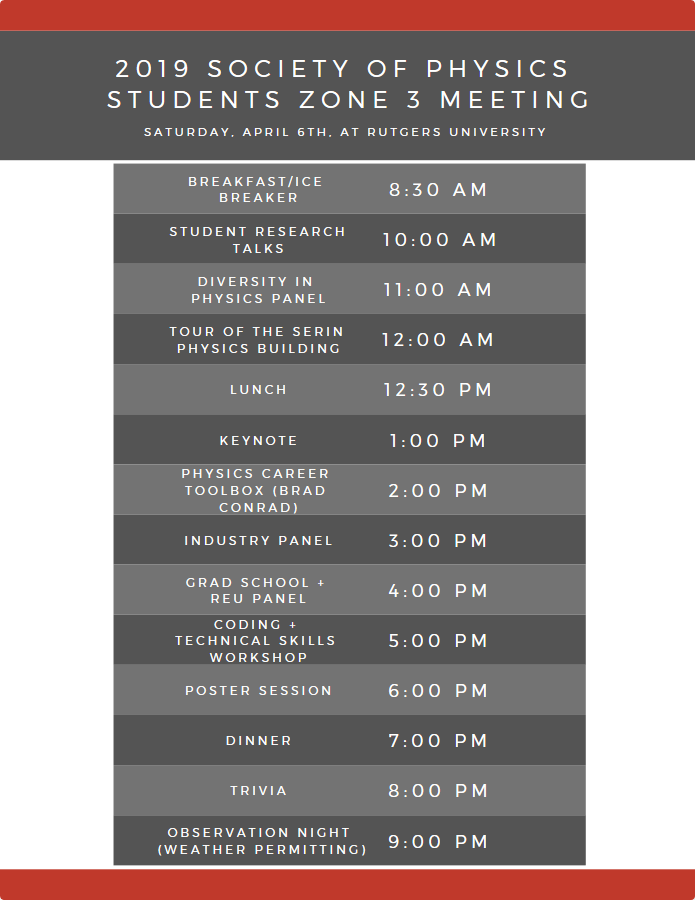 2019 SOCIETY OF PHYSICS
STUDENTS ZONE 3 MEETING
SATURDAY, APRIL 6TH, AT RUTGERS UNIVERSITY
BREAKFAST/ICE
BREAKER
8:30 AM
STUDENT RESEARCH
TALKS
10:00 AM
DIVERSITY IN
PHYSICS PANEL
11:00 AM
TOUR OF THE SERIN
PHYSICS BUILDING
12:00 AM
LUNCH
12:30 PM
KEYNOTE
1:00 PM
PHYSICS CAREER
TOOLBOX (BRAD
CONRAD)
2:00 PM
INDUSTRY PANEL
3:00 PM
GRAD SCHOOL +
REU PANEL
4:00 PM
CODING +
TECHNICAL SKILLS
WORKSHOP
5:00 PM
POSTER SESSION
6:00 PM
DINNER
7:00 PM
TRIVIA
8:00 PM
OBSERVATION NIGHT
(WEATHER PERMITTING)
9:00 PM